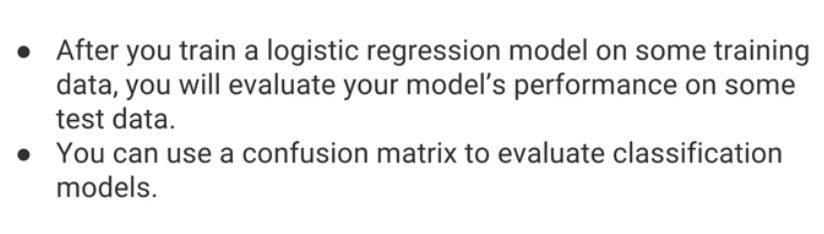 ● After you train a logistic regression model on some training
data, you will evaluate your model’s performance on some
test data.
● You can use a confusion matrix to evaluate classification
models.